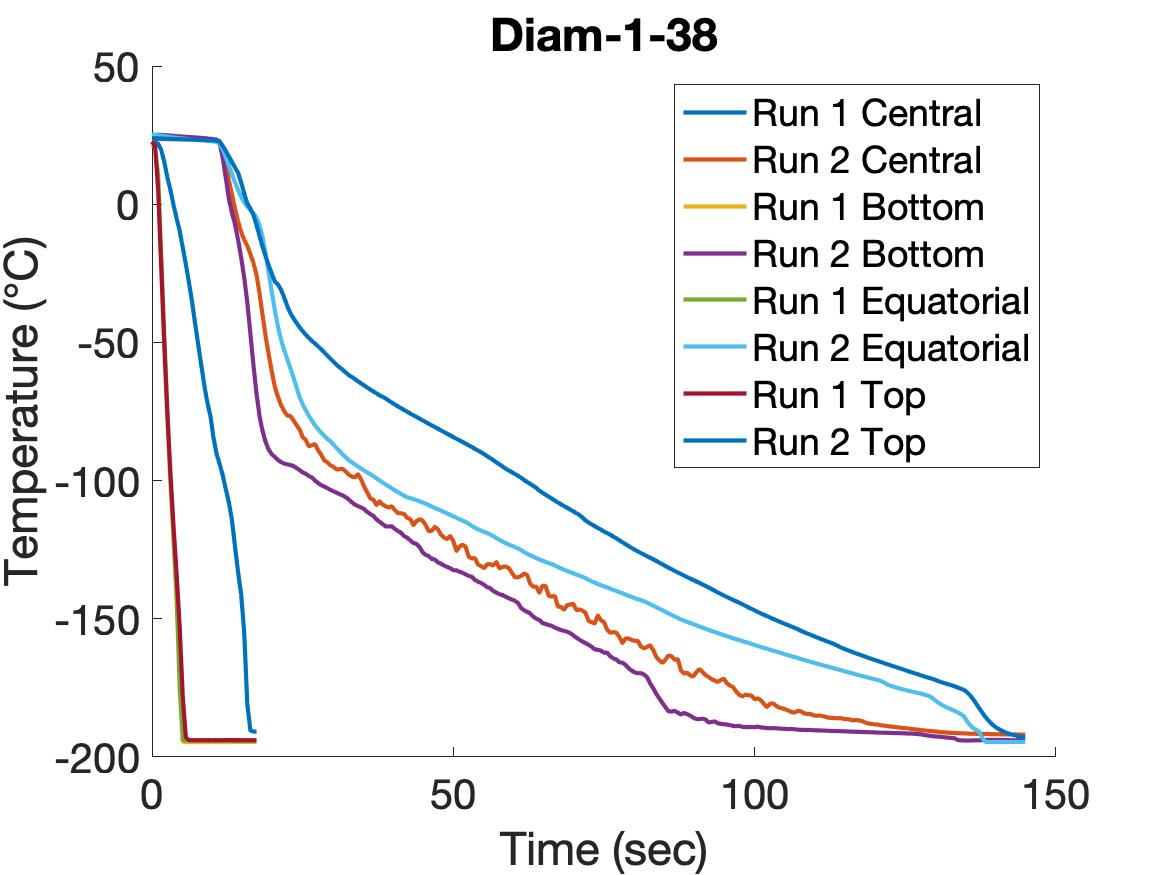 Diam-1-38
50
0
-50
-100
-150
-200
Temperature (°C)
Run 1 Central
Run 2 Central
Run 1 Bottom
Run 2 Bottom
Run 1 Equatorial
Run 2 Equatorial
Run 1 Top
Run 2 Top
0 50 100 150
Time (sec)